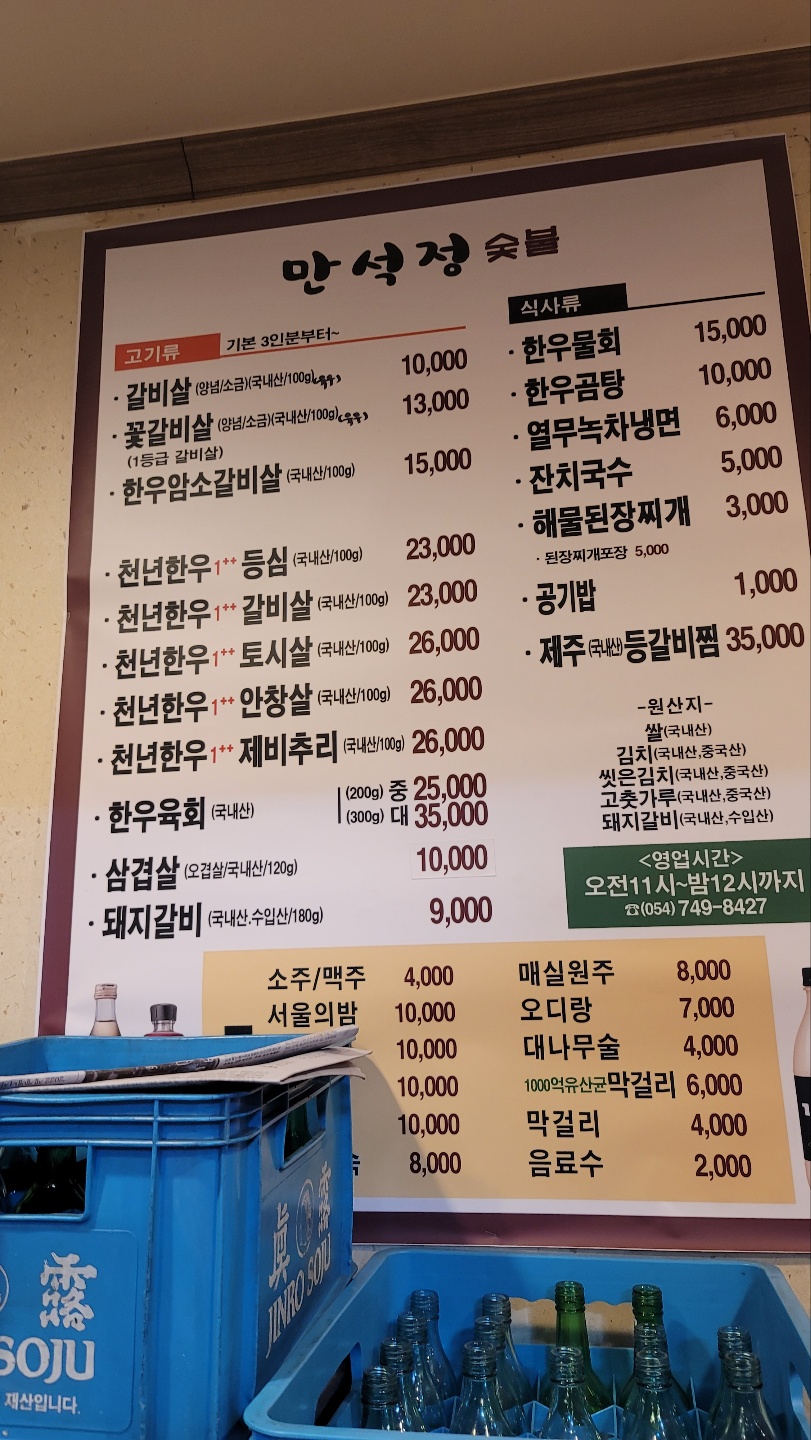 만석정 숯불
고기류 기본 3인분부터~
· 갈비살 (양념/소금)(국내산/100g)(육우) 10,000
· 꽃갈비살 (양념/소금)(국내산/100g)(육우) 13,000
(1등급 갈비살)
· 한우암소갈비살 (국내산/100g) 15,000
· 천년한우1++ 등심 (국내산/100g) 23,000
· 천년한우1++ 갈비살 (국내산/100g) 23,000
· 천년한우1++ 토시살 (국내산/100g) 26,000
· 천년한우1++ 안창살 (국내산/100g) 26,000
· 천년한우1++ 제비추리 (국내산/100g) 26,000
· 한우육회 (국내산) (200g) 중 25,000
(300g) 대 35,000
· 삼겹살 (오겹살/국내산/120g) 10,000
· 돼지갈비 (국내산.수입산/180g) 9,000
식사류
· 한우물회 15,000
· 한우곰탕 10,000
· 열무녹차냉면 6,000
· 잔치국수 5,000
· 해물된장찌개 3,000
· 된장찌개포장 5,000
· 공기밥 1,000
· 제주(국내산)등갈비찜 35,000
-원산지-
쌀(국내산)
김치(국내산,중국산)
씻은김치(국내산,중국산)
고춧가루(국내산,중국산)
돼지갈비(국내산,수입산)
<영업시간>
오전11시~밤12시까지
☎(054) 749-8427
소주/맥주 4,000
서울의밤 10,000
10,000
10,000
10,000
8,000
매실원주 8,000
오디랑 7,000
대나무술 4,000
1000억유산균막걸리 6,000
막걸리 4,000
음료수 2,000
眞露
JINRO SOJU
露
SOJU
재산입니다.